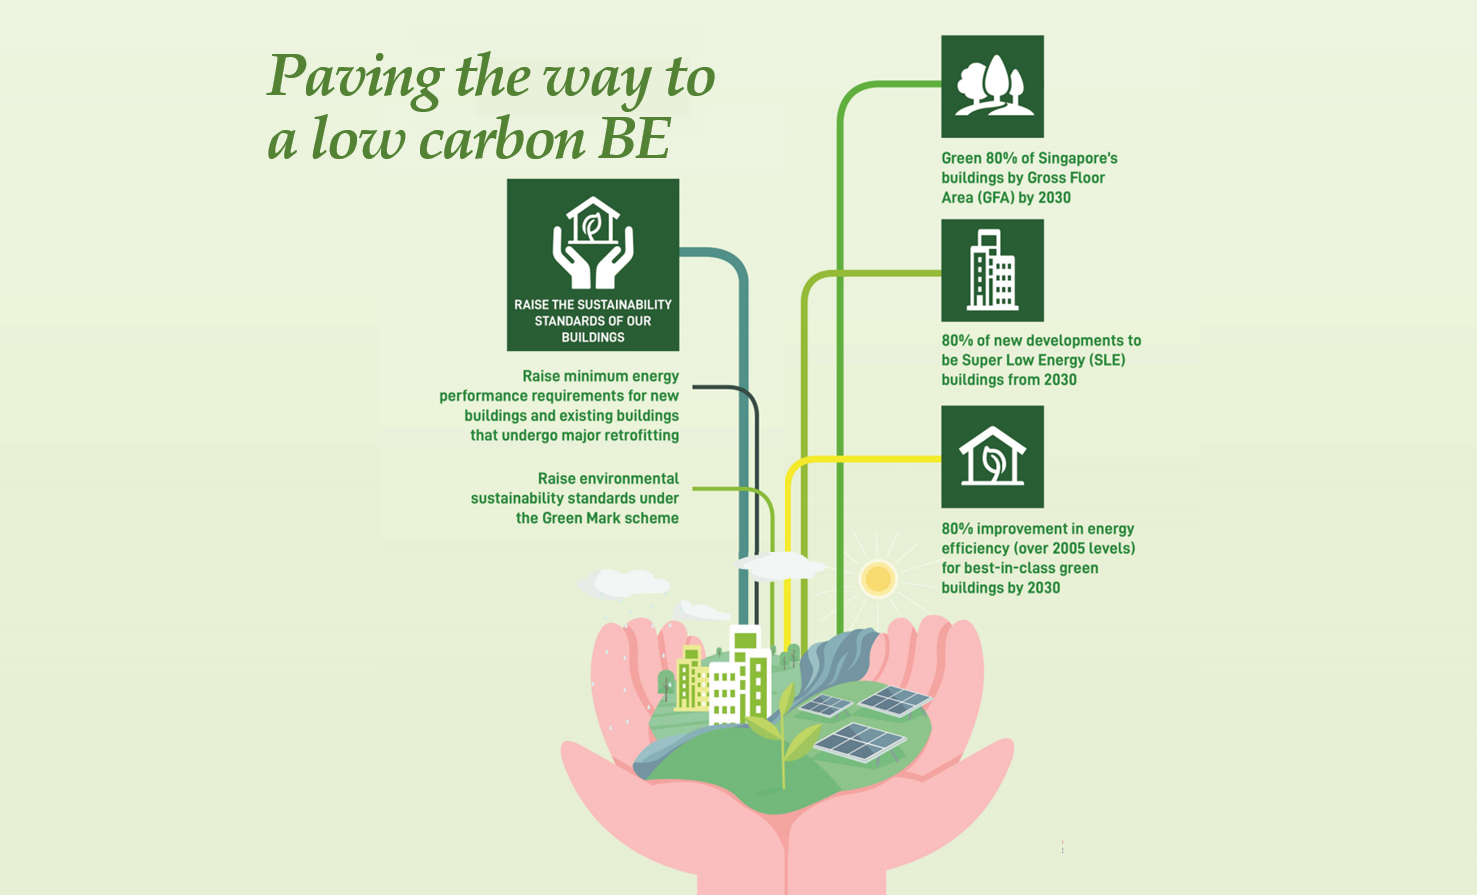 Paving the way to
a low carbon BE
RAISE THE SUSTAINABILITY
STANDARDS OF OUR
BUILDINGS
Raise minimum energy
performance requirements for new
buildings and existing buildings
that undergo major retrofitting
Raise environmental
sustainability standards under
the Green Mark scheme
Green 80% of Singapore's
buildings by Gross Floor
Area (GFA) by 2030
80% of new developments to
be Super Low Energy (SLE)
buildings from 2030
80% improvement in energy
efficiency (over 2005 levels)
for best-in-class green
buildings by 2030